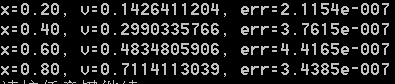 x=0.20, v=0.1426411204, err=2.1154e-007
x=0.40, v=0.2990335766, err=3.7615e-007
x=0.60, v=0.4834805906, err=4.4165e-007
x=0.80, v=0.7114113039, err=3.4385e-007